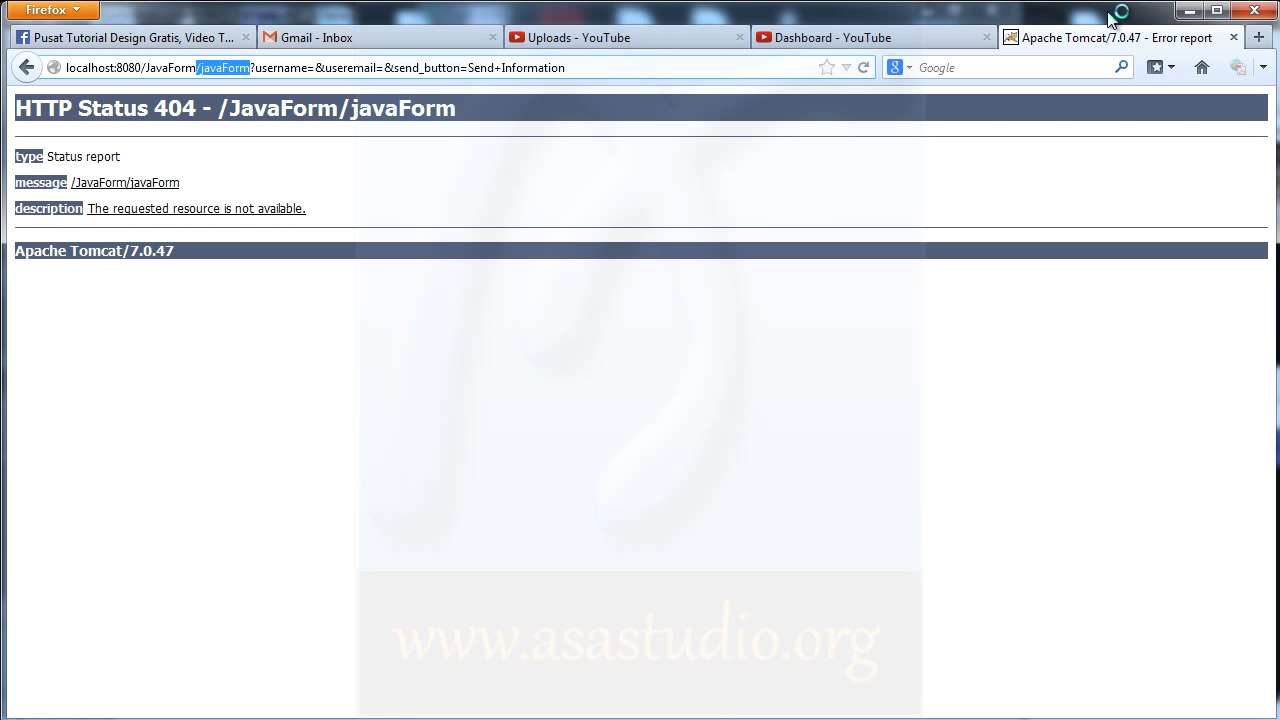 Firefox
Pusat Tutorial Design Gratis, Video T...
Gmail - Inbox
Uploads - YouTube
Dashboard - YouTube
Apache Tomcat/7.0.47 - Error report
localhost:8080/JavaForm/javaForm?username=&useremail=&send_button=Send+Information
Google
HTTP Status 404 - /JavaForm/javaForm
type Status report
message /JavaForm/javaForm
description The requested resource is not available.
Apache Tomcat/7.0.47
www.asastudio.org